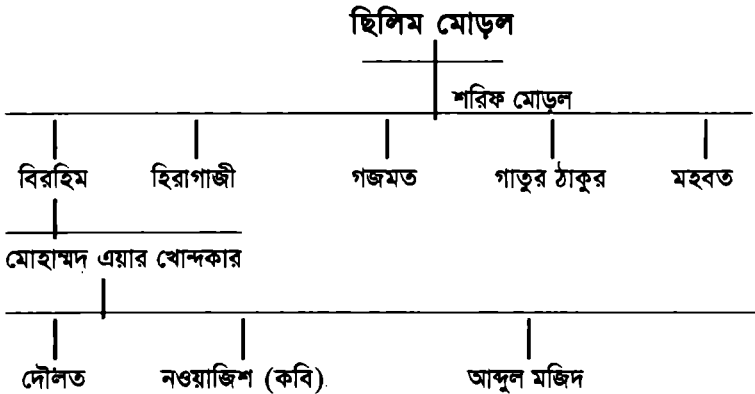 ছিলিম মোড়ল
শরিফ মোড়ল
বিরহিম হিরাগাজী গজমত গাতুর ঠাকুর মহবত
মোহাম্মদ এয়ার খোন্দকার
দৌলত নওয়াজিশ (কবি) আব্দুল মজিদ